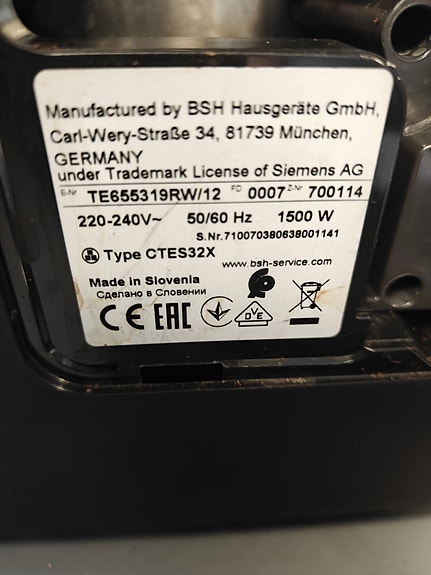 Manufactured by BSH Hausgeräte GmbH,
Carl-Wery-Straße 34, 81739 München,
GERMANY
under Trademark License of Siemens AG
E-Nr TE655319RW/12 FD 0007 Z-Nr 700114
220-240V~ 50/60 Hz 1500 W
S.Nr.710070380638001141
Type CTES32X
www.bsh-service.com
Made in Slovenia
Сделано в Словении
CE EAC VDE